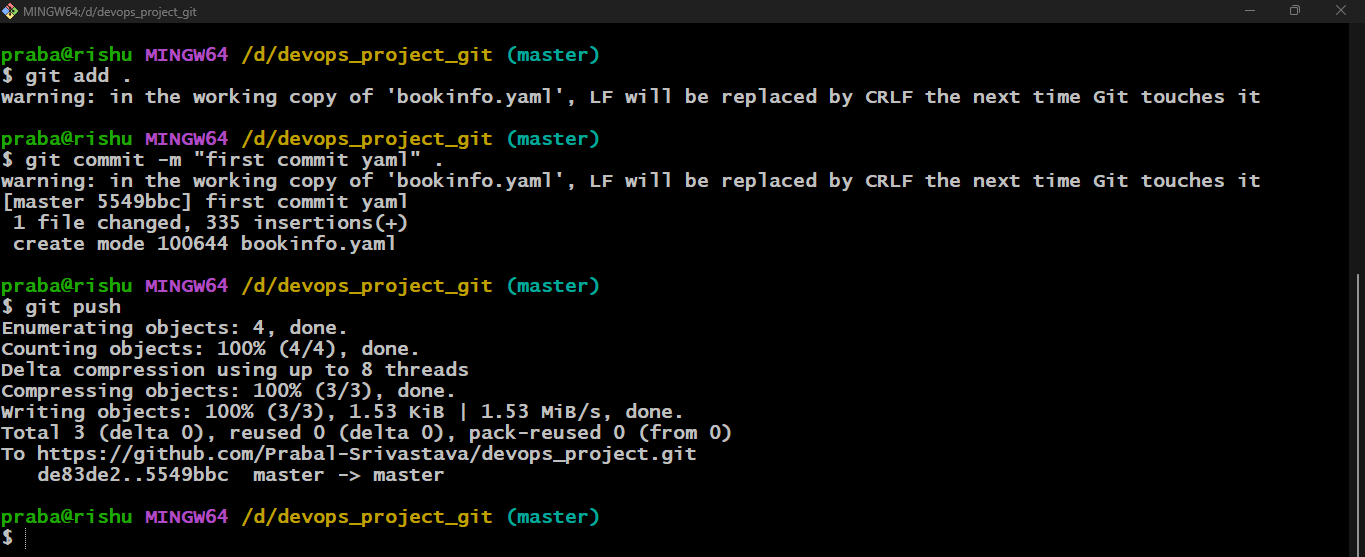 MINGW64:/d/devops_project_git
praba@rishu MINGW64 /d/devops_project_git (master)
$ git add .
warning: in the working copy of 'bookinfo.yaml', LF will be replaced by CRLF the next time Git touches it
praba@rishu MINGW64 /d/devops_project_git (master)
$ git commit -m "first commit yaml" .
warning: in the working copy of 'bookinfo.yaml', LF will be replaced by CRLF the next time Git touches it
[master 5549bbc] first commit yaml
 1 file changed, 335 insertions(+)
 create mode 100644 bookinfo.yaml
praba@rishu MINGW64 /d/devops_project_git (master)
$ git push
Enumerating objects: 4, done.
Counting objects: 100% (4/4), done.
Delta compression using up to 8 threads
Compressing objects: 100% (3/3), done.
Writing objects: 100% (3/3), 1.53 KiB | 1.53 MiB/s, done.
Total 3 (delta 0), reused 0 (delta 0), pack-reused 0 (from 0)
To https://github.com/Prabal-Srivastava/devops_project.git
   de83de2..5549bbc  master -> master
praba@rishu MINGW64 /d/devops_project_git (master)
$